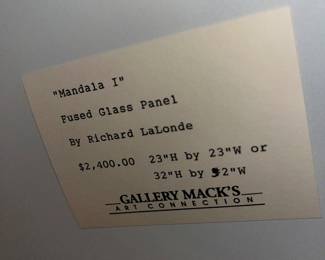 "Mandala I"
Fused Glass Panel
By Richard LaLonde
$2,400.00 23"H by 23"W or
32"H by 32"W
GALLERY MACK'S
ART CONNECTION